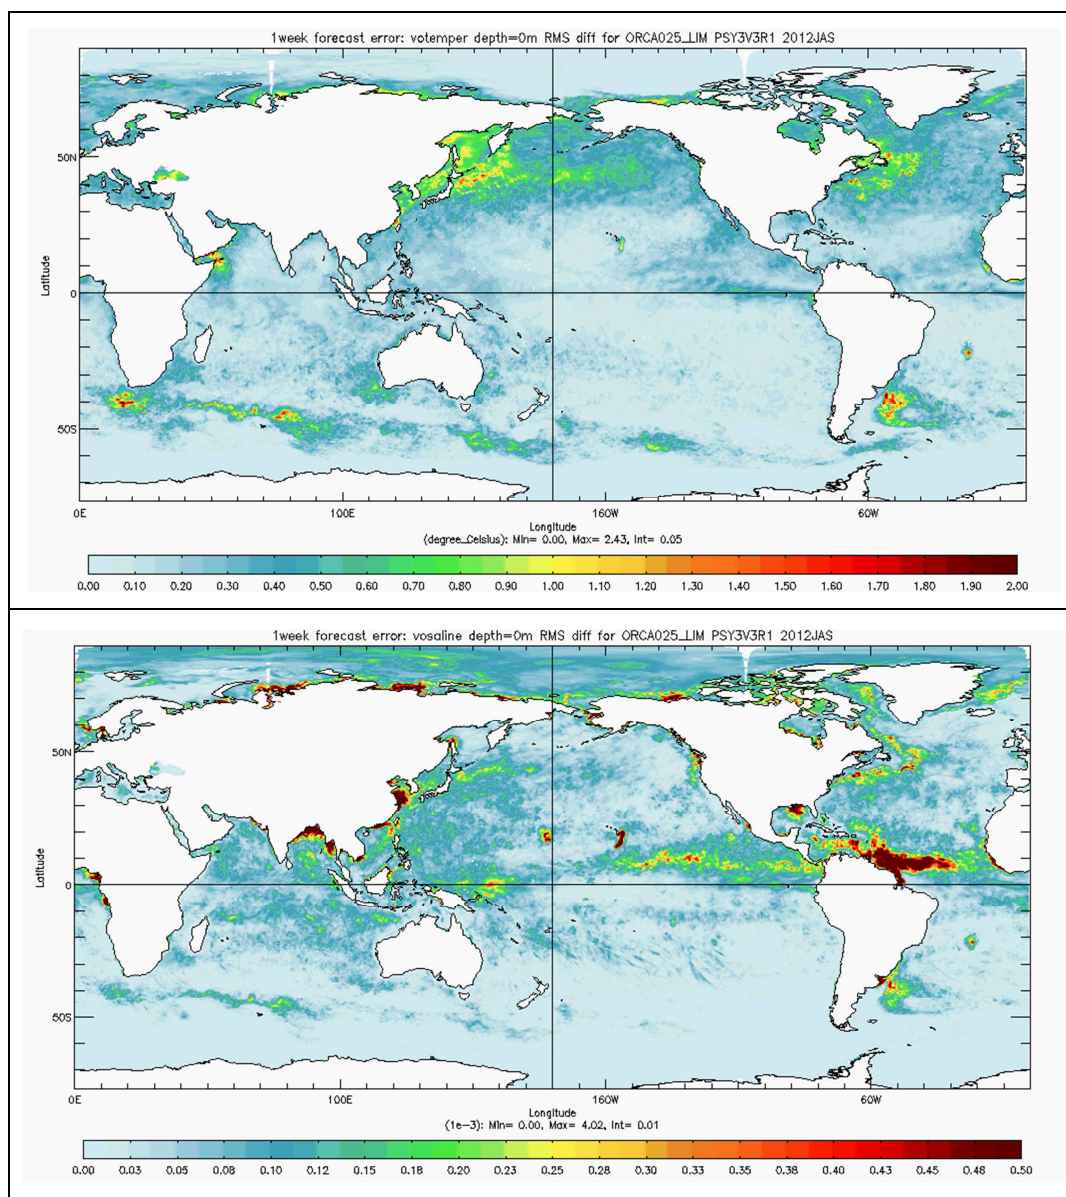 1week forecast error: votemper depth=0m RMS diff for ORCA025_LIM PSY3V3R1 2012JAS
50N
Latitude
0
50S
0E 100E 160W 60W
Longitude
(degree_Celsius): Min= 0.00, Max= 2.43, Int= 0.05
0.00 0.10 0.20 0.30 0.40 0.50 0.60 0.70 0.80 0.90 1.00 1.10 1.20 1.30 1.40 1.50 1.60 1.70 1.80 1.90 2.00
1week forecast error: vosaline depth=0m RMS diff for ORCA025_LIM PSY3V3R1 2012JAS
50N
Latitude
0
50S
0E 100E 160W 60W
Longitude
(1e-3): Min= 0.00, Max= 4.02, Int= 0.01
0.00 0.03 0.05 0.08 0.10 0.12 0.15 0.18 0.20 0.23 0.25 0.28 0.30 0.33 0.35 0.38 0.40 0.43 0.45 0.48 0.50